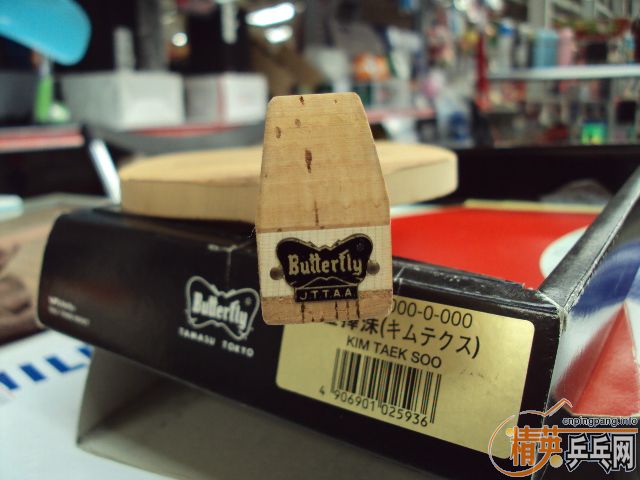 Butterfly
JTTAA
Butterfly
TAMASU TOKYO
000-0-000
擇洙(キムテクス)
KIM TAEK SOO
4 906901 025936
cnpingpang.info
精英乒乓网